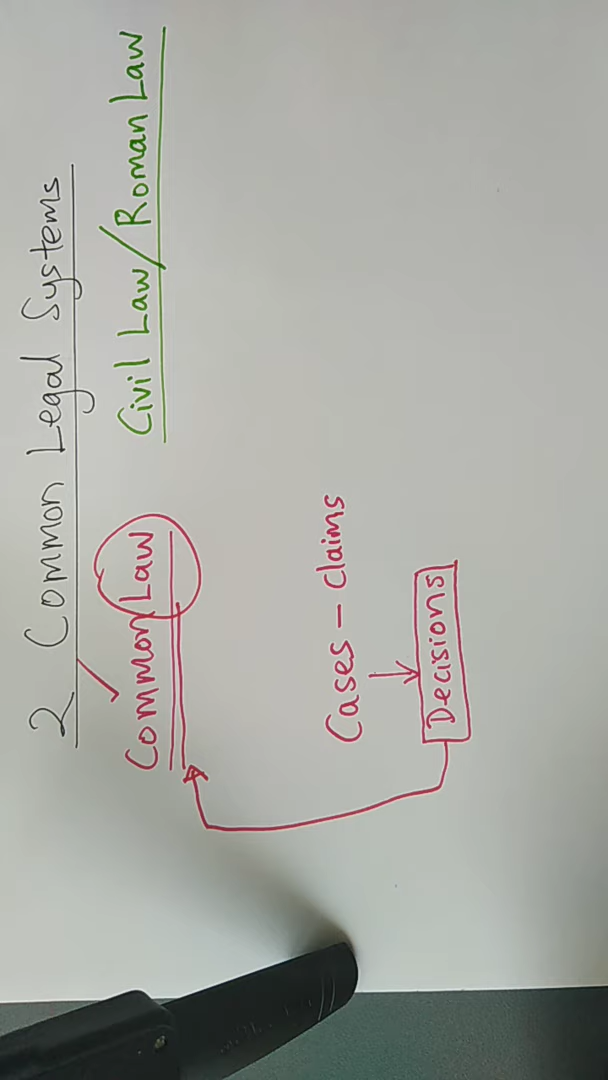 2 Common Legal Systems
Common Law
Civil Law/Roman Law
Cases - Claims
Decisions